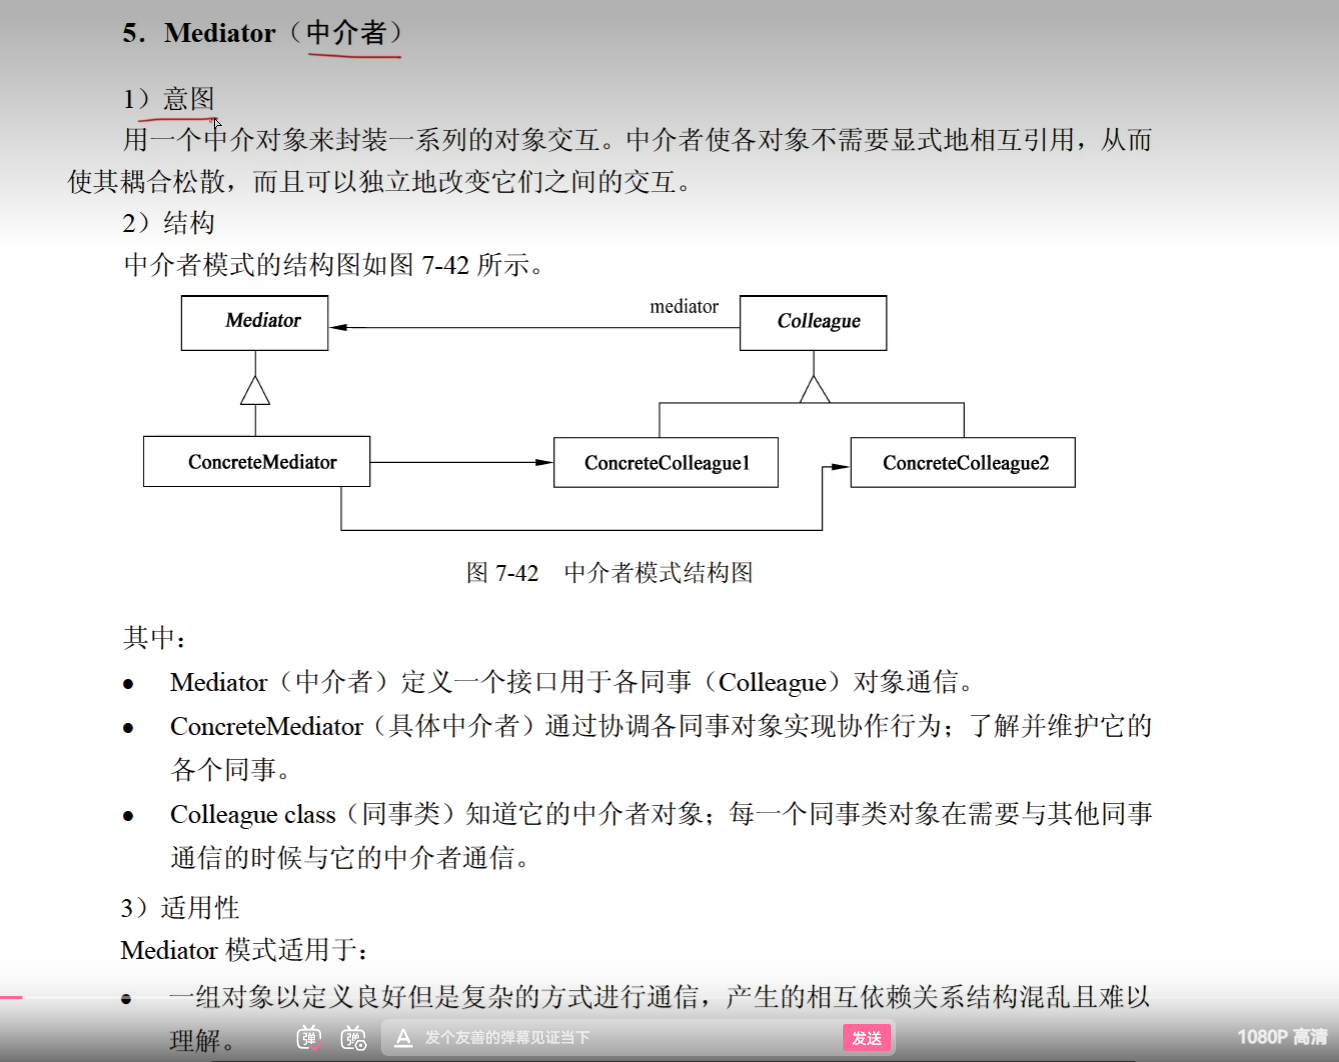 5．Mediator（中介者）
1）意图
用一个中介对象来封装一系列的对象交互。中介者使各对象不需要显式地相互引用，从而
使其耦合松散，而且可以独立地改变它们之间的交互。
2）结构
中介者模式的结构图如图 7-42 所示。
Mediator
mediator
Colleague
ConcreteMediator
ConcreteColleague1
ConcreteColleague2
图 7-42 中介者模式结构图
其中：
● Mediator（中介者）定义一个接口用于各同事（Colleague）对象通信。
● ConcreteMediator（具体中介者）通过协调各同事对象实现协作行为；了解并维护它的
各个同事。
● Colleague class（同事类）知道它的中介者对象；每一个同事类对象在需要与其他同事
通信的时候与它的中介者通信。
3）适用性
Mediator 模式适用于：
● 一组对象以定义良好但是复杂的方式进行通信，产生的相互依赖关系结构混乱且难以
理解。
弹
弹
A
发个友善的弹幕见证当下
发送
1080P 高清